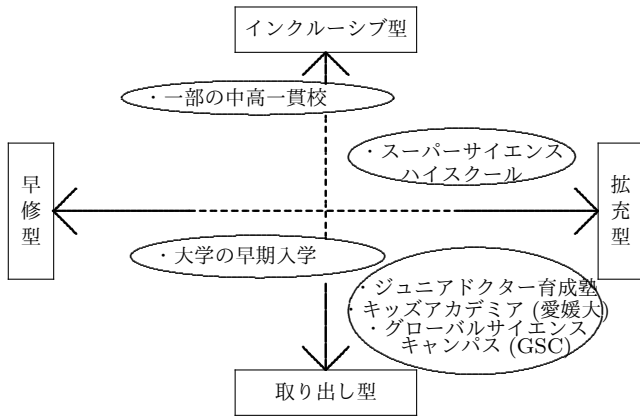 インクルーシブ型
・一部の中高一貫校
・スーパーサイエンス
ハイスクール
早修型
拡充型
・大学の早期入学
・ジュニアドクター育成塾
・キッズアカデミア (愛媛大)
・グローバルサイエンス
キャンパス (GSC)
取り出し型